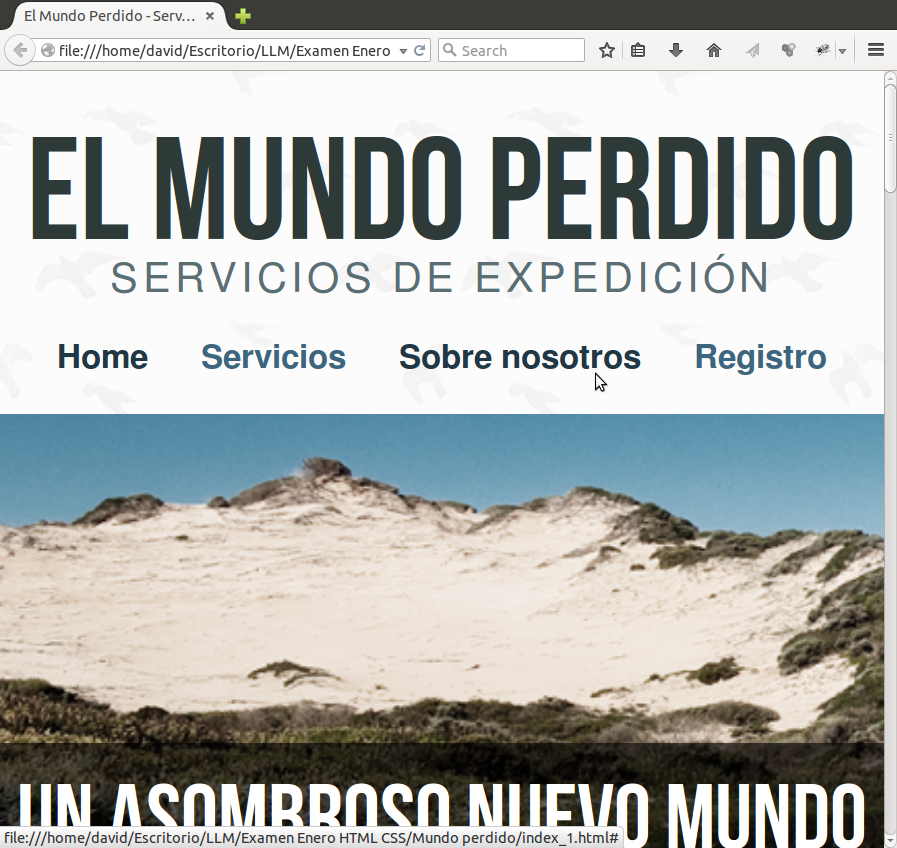 El Mundo Perdido - Serv...
file:///home/david/Escritorio/LLM/Examen Enero
Search
EL MUNDO PERDIDO
SERVICIOS DE EXPEDICIÓN
Home Servicios Sobre nosotros Registro
UN ASOMBROSO NUEVO MUNDO
file:///home/david/Escritorio/LLM/Examen Enero HTML CSS/Mundo perdido/index_1.html#